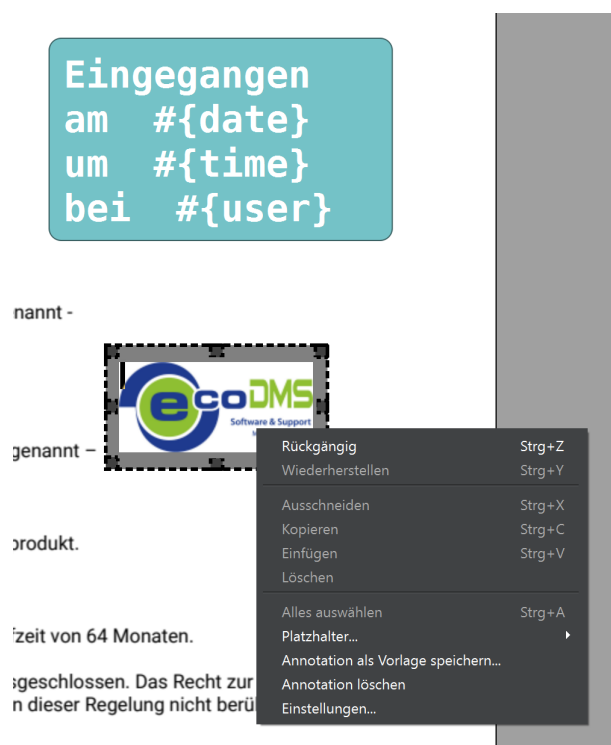 Eingegangen
am #{date}
um #{time}
bei #{user}
nannt -
ecoDMS
Software & Support
genannt –
Rückgängig Strg+Z
Wiederherstellen Strg+Y
Ausschneiden Strg+X
Kopieren Strg+C
Einfügen Strg+V
Löschen
produkt.
Alles auswählen Strg+A
Platzhalter...
Annotation als Vorlage speichern...
Annotation löschen
Einstellungen...
fzeit von 64 Monaten.
sgeschlossen. Das Recht zur
n dieser Regelung nicht berü